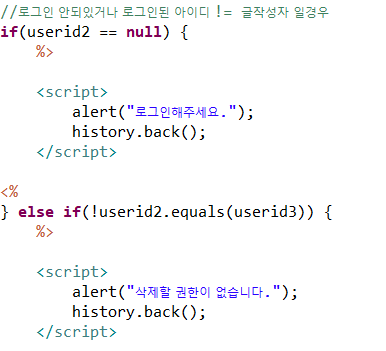 //로그인 안되있거나 로그인된 아이디 != 글작성자 일경우
if(userid2 == null) {
%>
<script>
alert("로그인해주세요.");
history.back();
</script>
<%
} else if(!userid2.equals(userid3)) {
%>
<script>
alert("삭제할 권한이 없습니다.");
history.back();
</script>